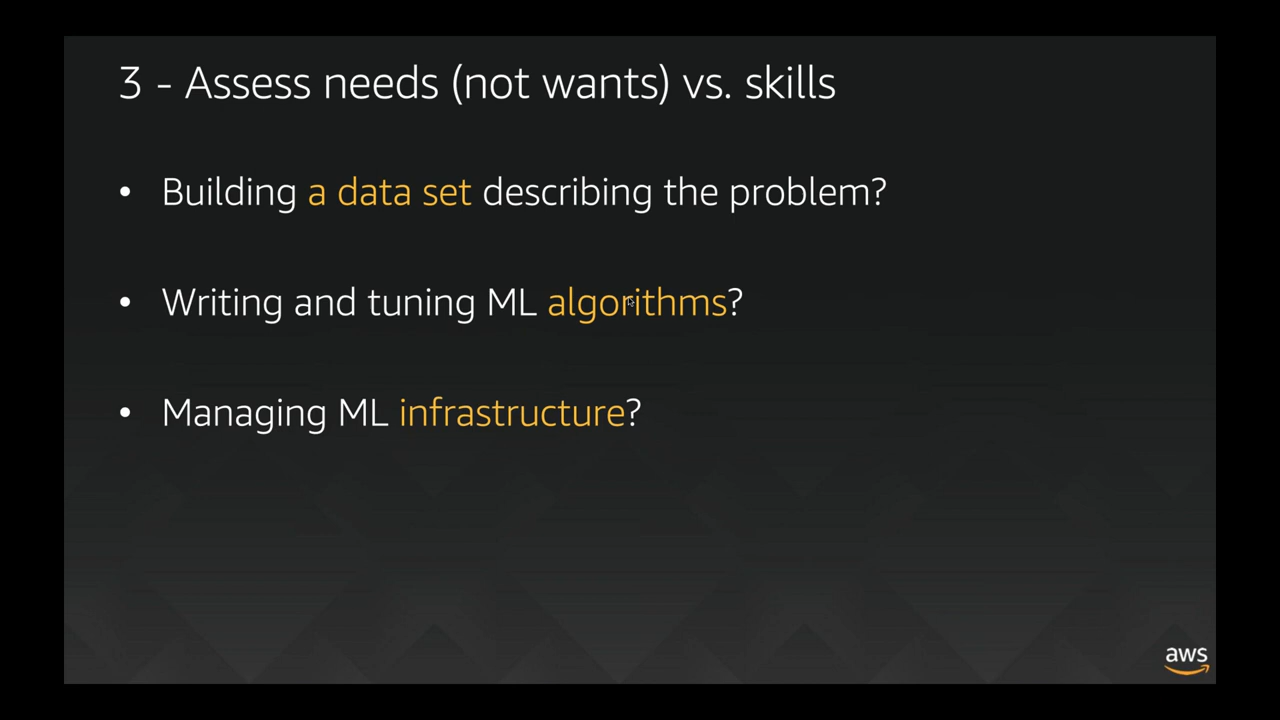 3 - Assess needs (not wants) vs. skills
• Building a data set describing the problem?
• Writing and tuning ML algorithms?
• Managing ML infrastructure?
aws